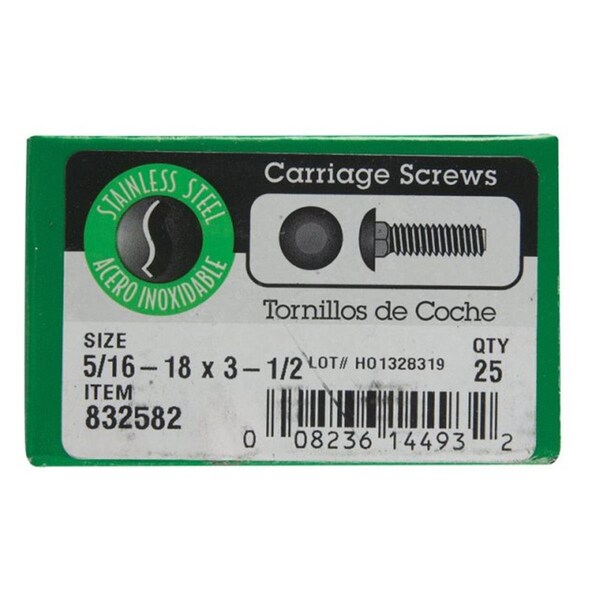 STAINLESS STEEL
ACERO INOXIDABLE
Carriage Screws
Tornillos de Coche
SIZE
5/16 – 18 x 3 – 1/2
LOT# HO1328319
QTY
25
ITEM
832582
0 08236 14493 2